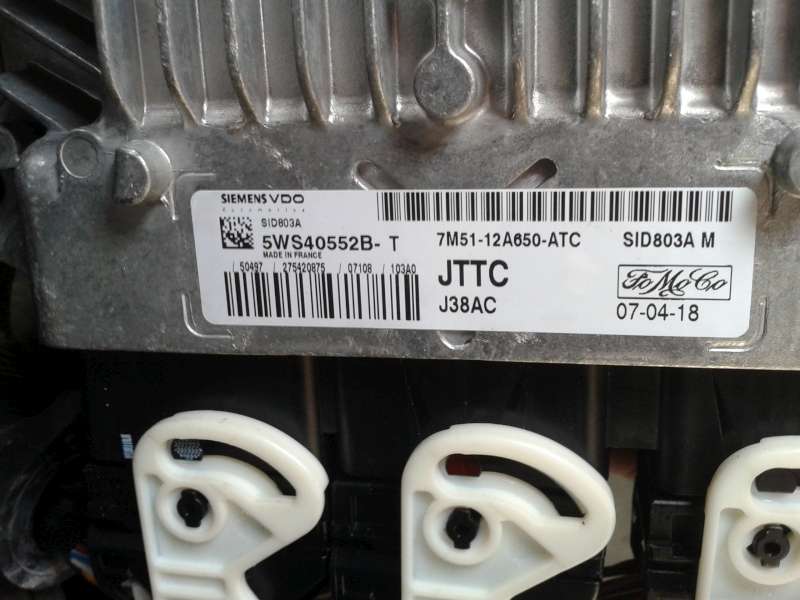 SIEMENS VDO
Automotive
SID803A
5WS40552B- T
MADE IN FRANCE
/ 50497 / 275420875 / 07108 / 103A0
7M51-12A650-ATC
SID803A M
JTTC
J38AC
FoMoCo
07-04-18